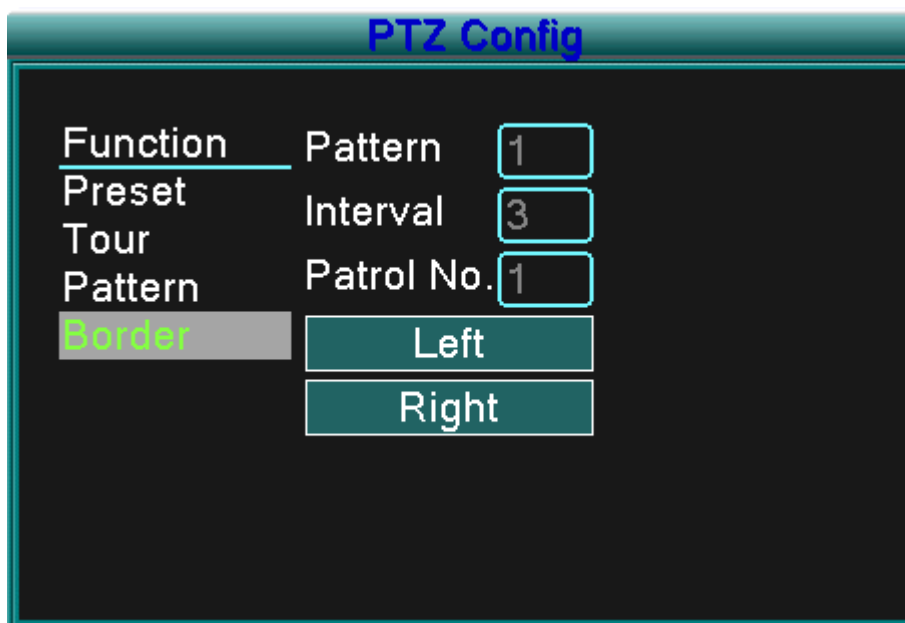 PTZ Config
Function
Preset
Tour
Pattern
Border
Pattern 1
Interval 3
Patrol No. 1
Left
Right